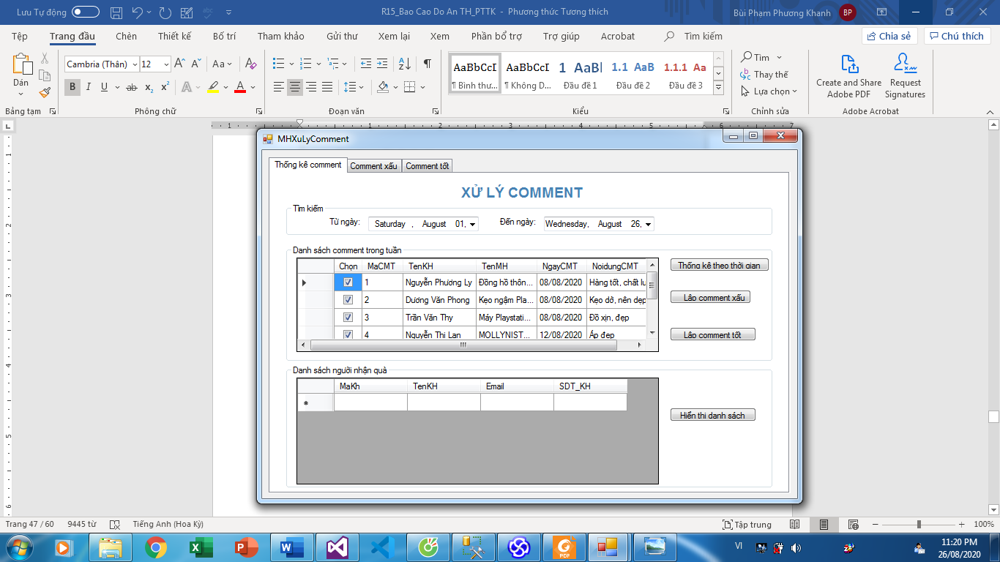 Lưu Tự động
R15_Bao Cao Do An TH_PTTK - Phương thức Tương thích
Bùi Phạm Phương Khanh BP
Tệp Trang đầu Chèn Thiết kế Bố trí Tham khảo Gửi thư Xem lại Xem Phần bổ trợ Trợ giúp Acrobat Tìm kiếm Chia sẻ Chú thích
Dán
Cambria (Thân) 12
AaBbCcI AaBbCcI 1 AaBl 1.1 AaB 1.1.1 Aa
¶ Bình thư... ¶ Không D... Đầu đề 1 Đầu đề 2 Đầu đề 3
Tìm
Thay thế
Lựa chọn
Create and Share Adobe PDF
Request Signatures
Bảng tạm Phông chữ Đoạn văn Kiểu Chỉnh sửa Adobe Acrobat
MHXuLyComment
Thống kê comment Comment xấu Comment tốt
XỬ LÝ COMMENT
Tìm kiếm
Từ ngày: Saturday , August 01, Đến ngày: Wednesday, August 26,
Danh sách comment trong tuần
Chọn MaCMT TenKH TenMH NgayCMT NoidungCMT
1 Nguyễn Phương Ly Đồng hồ thôn... 08/08/2020 Hàng tốt, chất lu
2 Dương Văn Phong Kẹo ngậm Pla... 08/08/2020 Kẹo dở, nên dẹp
3 Trần Văn Thy Máy Playstati... 08/08/2020 Đồ xịn, đẹp
4 Nguyễn Thị Lan MOLLYNIST... 12/08/2020 Áp đẹp
Thống kê theo thời gian
Lập comment xấu
Lập comment tốt
Danh sách người nhận quà
MaKh TenKH Email SDT_KH
Hiển thị danh sách
Trang 47 / 60 9445 từ Tiếng Anh (Hoa Kỳ) Tập trung 100%
VI
11:20 PM
26/08/2020